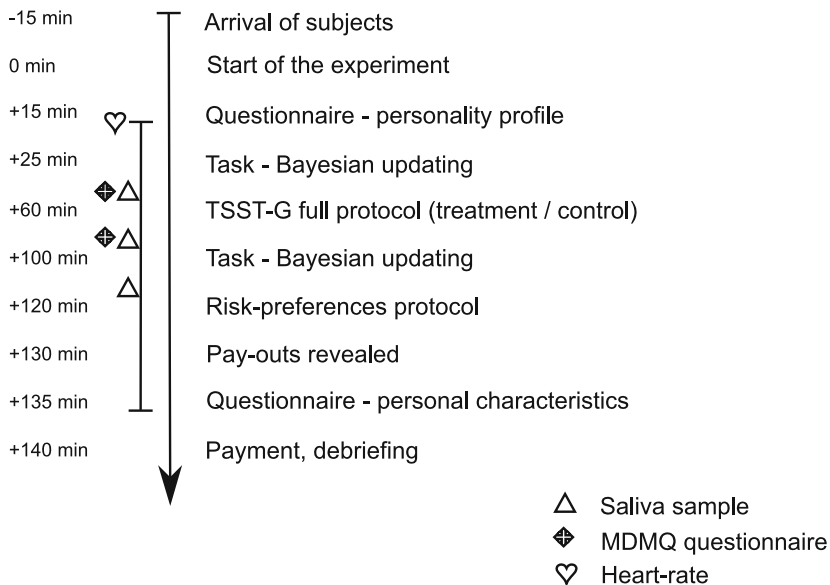 -15 min Arrival of subjects
0 min Start of the experiment
+15 min Questionnaire - personality profile
+25 min Task - Bayesian updating
+60 min TSST-G full protocol (treatment / control)
+100 min Task - Bayesian updating
+120 min Risk-preferences protocol
+130 min Pay-outs revealed
+135 min Questionnaire - personal characteristics
+140 min Payment, debriefing
Saliva sample
MDMQ questionnaire
Heart-rate